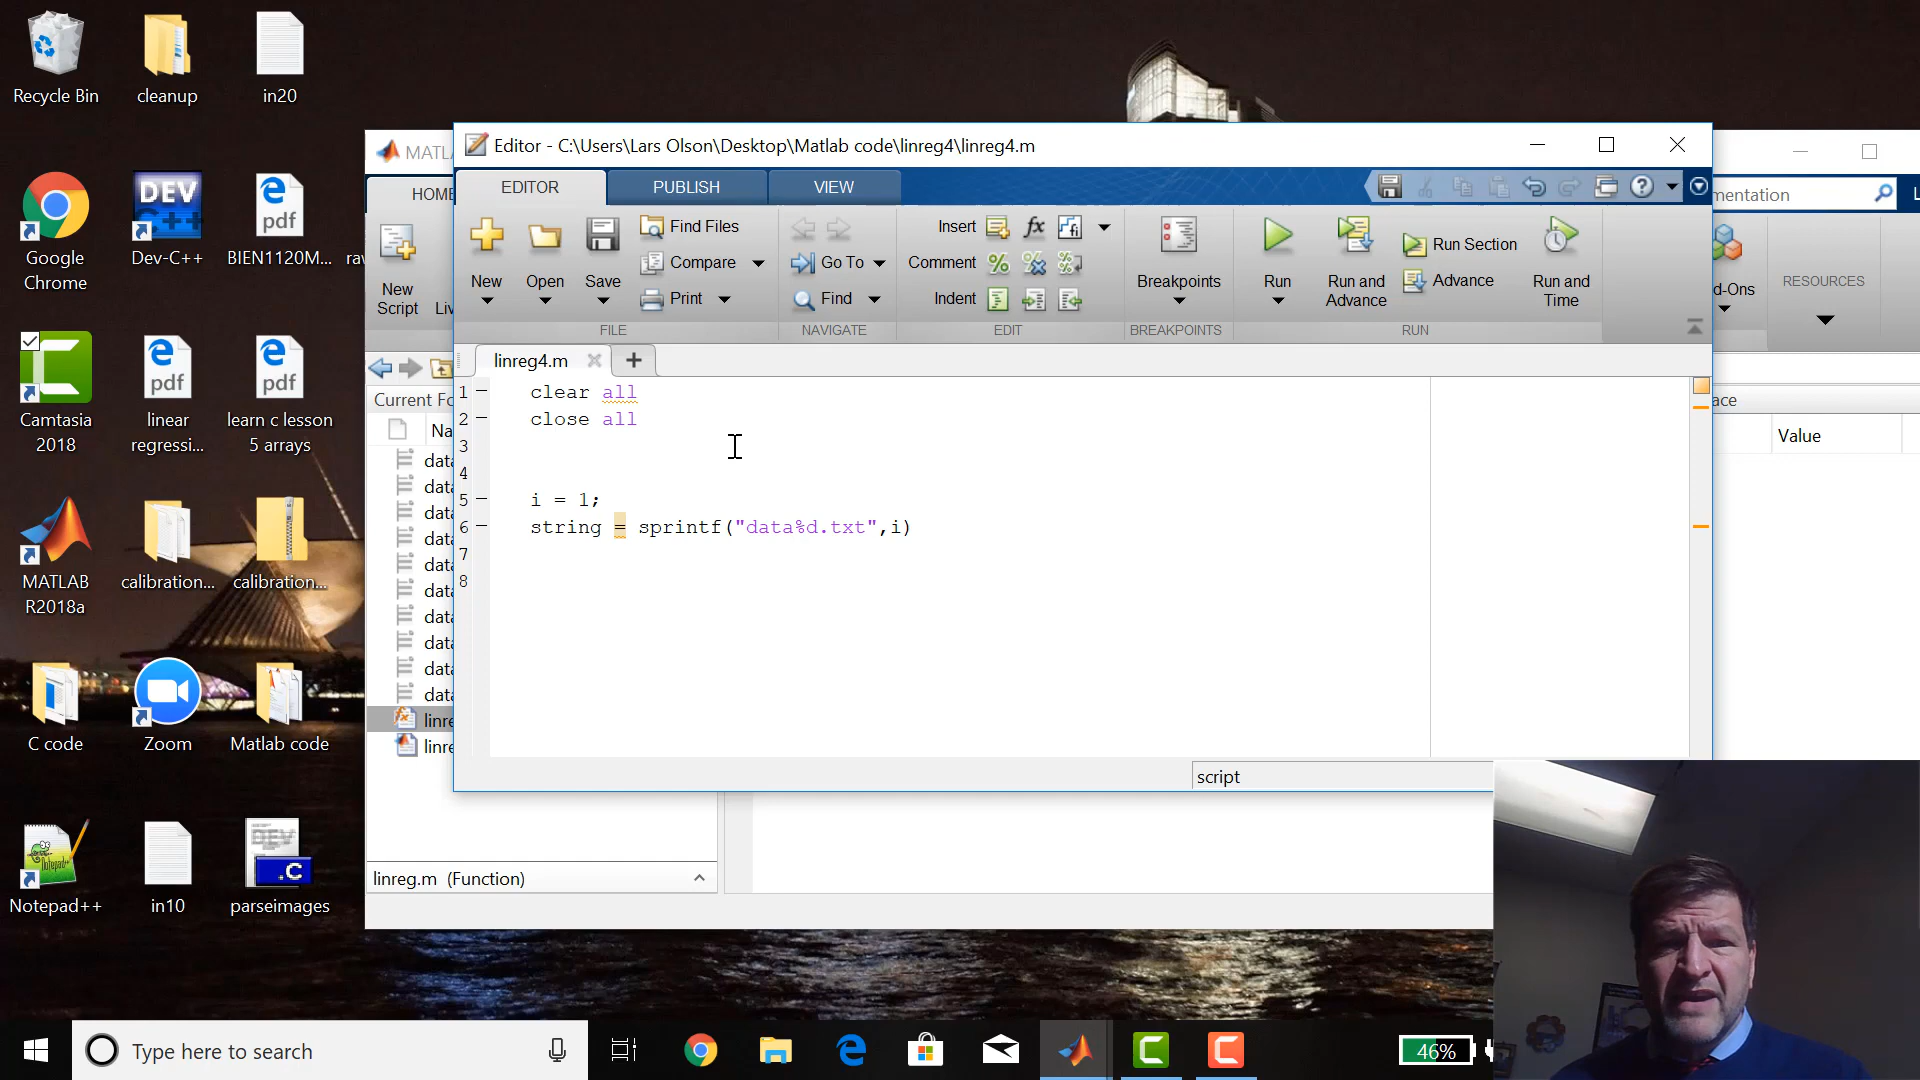 Recycle Bin
cleanup
in20
Google
Chrome
DEV
Dev-C++
pdf
BIEN1120M...
Camtasia
2018
pdf
linear
regressi...
pdf
learn c lesson
5 arrays
MATLAB
R2018a
calibration...
calibration...
C code
Zoom
Matlab code
Notepad++
in10
DEV
.C
parseimages
HOME
New
Script
Current Fo
Editor - C:\Users\Lars Olson\Desktop\Matlab code\linreg4\linreg4.m
EDITOR
PUBLISH
VIEW
New
Open
Save
Find Files
Compare
Print
FILE
Go To
Find
NAVIGATE
Insert
fx
Comment
Indent
EDIT
Breakpoints
BREAKPOINTS
Run
Run and
Advance
Run Section
Advance
Run and
Time
RUN
RESOURCES
Value
linreg4.m
1 clear all
2 close all
3
4
5 i = 1;
6 string = sprintf("data%d.txt",i)
7
8
script
linreg.m (Function)
Type here to search
46%